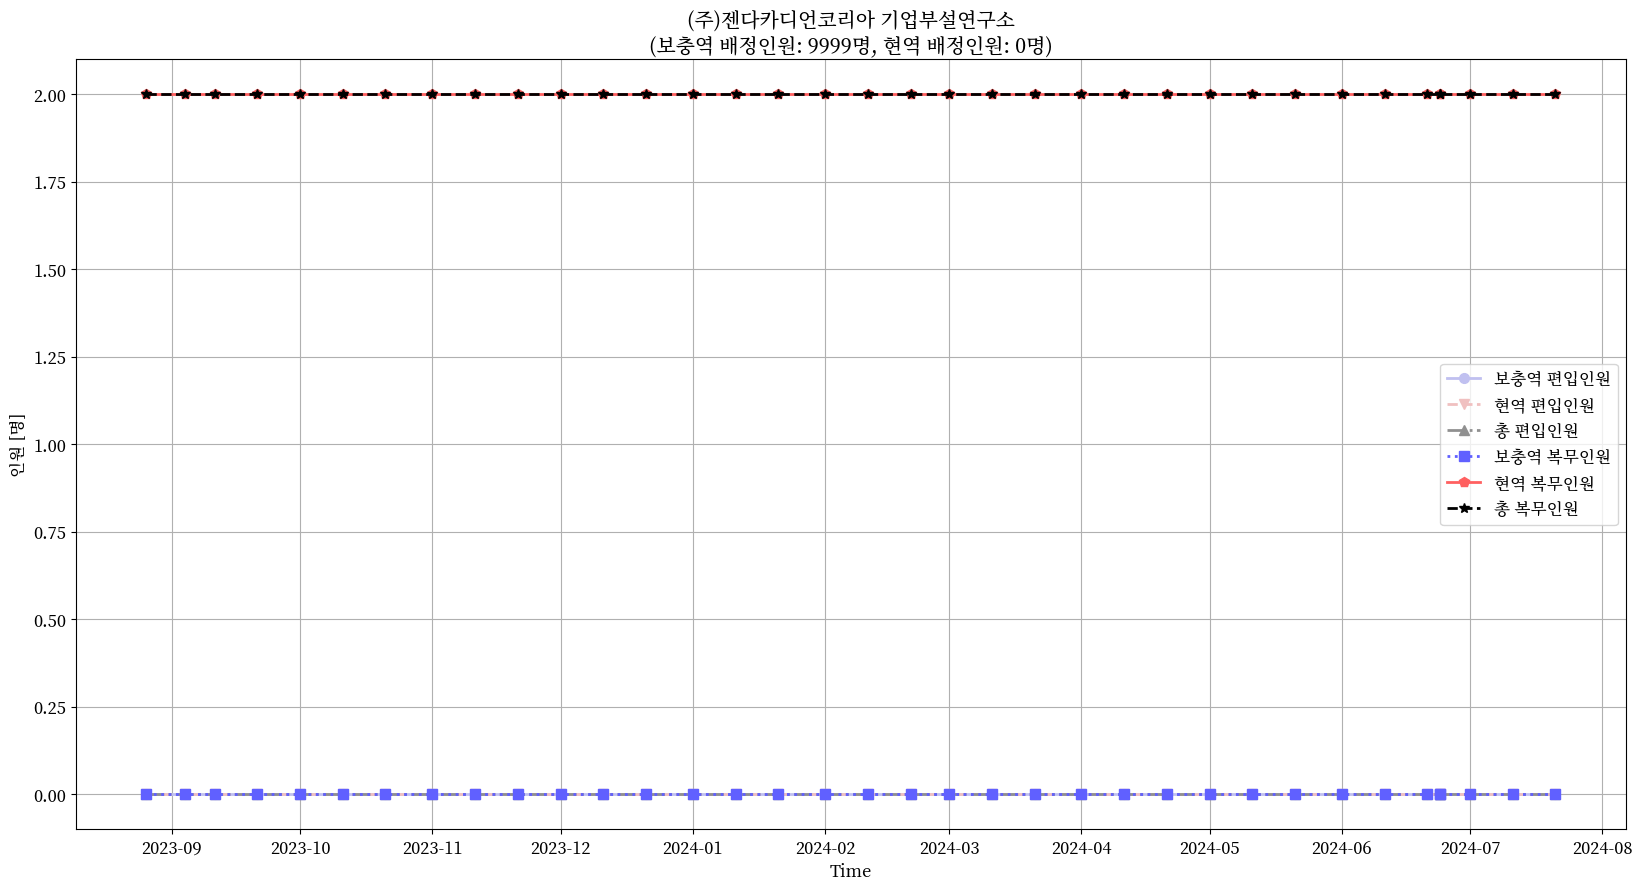 (주)젠다카디언코리아 기업부설연구소
(보충역 배정인원: 9999명, 현역 배정인원: 0명)
2.00
1.75
1.50
1.25
1.00
0.75
0.50
0.25
0.00
인원 [명]
보충역 편입인원
현역 편입인원
총 편입인원
보충역 복무인원
현역 복무인원
총 복무인원
2023-09 2023-10 2023-11 2023-12 2024-01 2024-02 2024-03 2024-04 2024-05 2024-06 2024-07 2024-08
Time